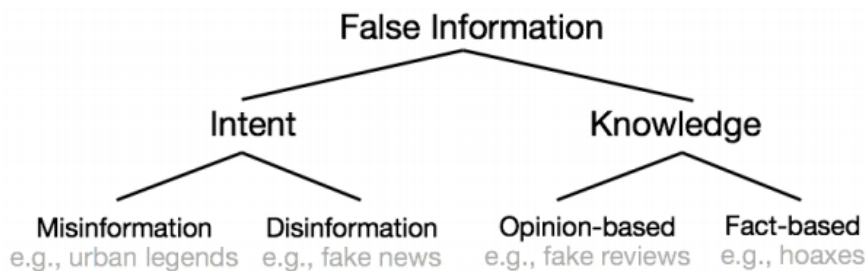 False Information
Intent Knowledge
Misinformation Disinformation Opinion-based Fact-based
e.g., urban legends e.g., fake news e.g., fake reviews e.g., hoaxes